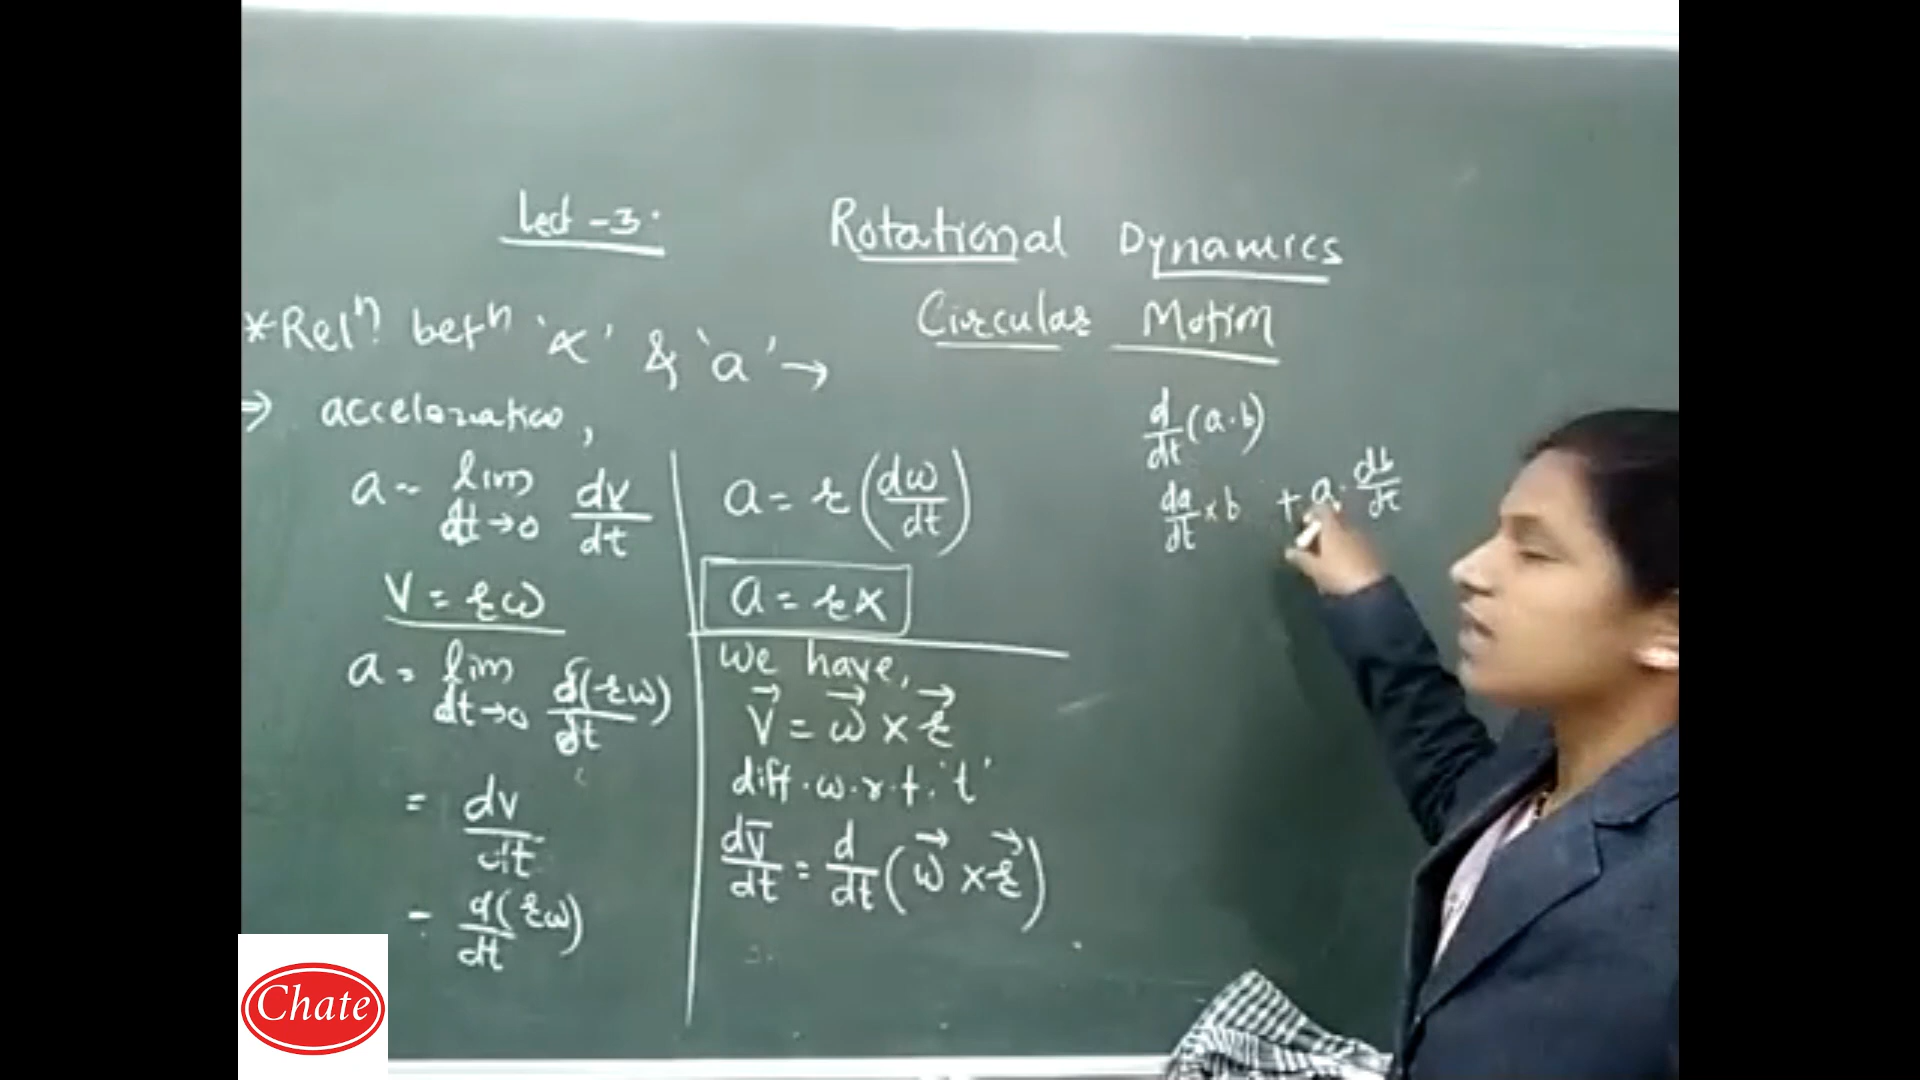 Lect -3.
Rotational Dynamics
Circular Motion
*Relⁿ. betⁿ 'α' & 'a' →
⇒ acceleration,
a = lim dt→0 dv/dt
v = rω
a = lim dt→0 d(rω)/dt
= dv/dt
= d(rω)/dt
a = r(dω/dt)
a = rα
We have,
v⃗ = ω⃗ × r⃗
diff. w.r.t. 't'
dv̄/dt = d/dt(ω⃗ × r⃗)
d/dt(a·b)
da/dt × b + a· db/dt
Chate